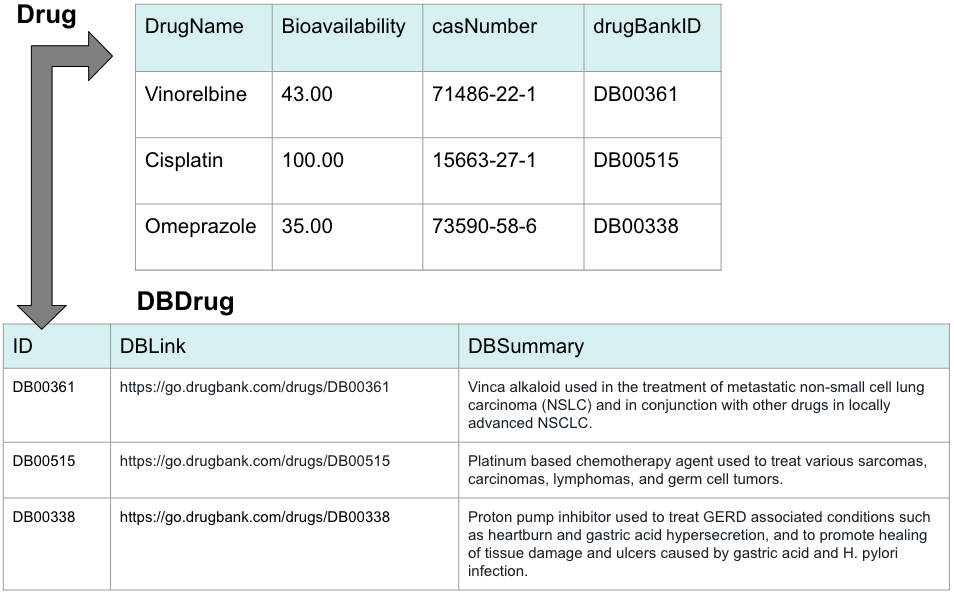 Drug
DrugName Bioavailability casNumber drugBankID
Vinorelbine 43.00 71486-22-1 DB00361
Cisplatin 100.00 15663-27-1 DB00515
Omeprazole 35.00 73590-58-6 DB00338
DBDrug
ID DBLink DBSummary
DB00361 https://go.drugbank.com/drugs/DB00361 Vinca alkaloid used in the treatment of metastatic non-small cell lung
carcinoma (NSLC) and in conjunction with other drugs in locally
advanced NSCLC.
DB00515 https://go.drugbank.com/drugs/DB00515 Platinum based chemotherapy agent used to treat various sarcomas,
carcinomas, lymphomas, and germ cell tumors.
DB00338 https://go.drugbank.com/drugs/DB00338 Proton pump inhibitor used to treat GERD associated conditions such
as heartburn and gastric acid hypersecretion, and to promote healing
of tissue damage and ulcers caused by gastric acid and H. pylori
infection.